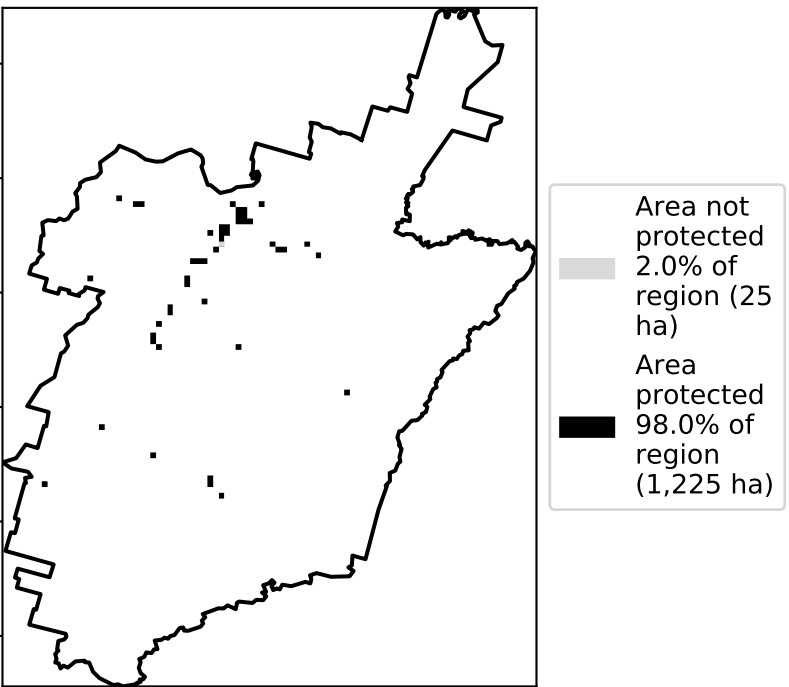 Area not
protected
2.0% of
region (25
ha)
Area
protected
98.0% of
region
(1,225 ha)